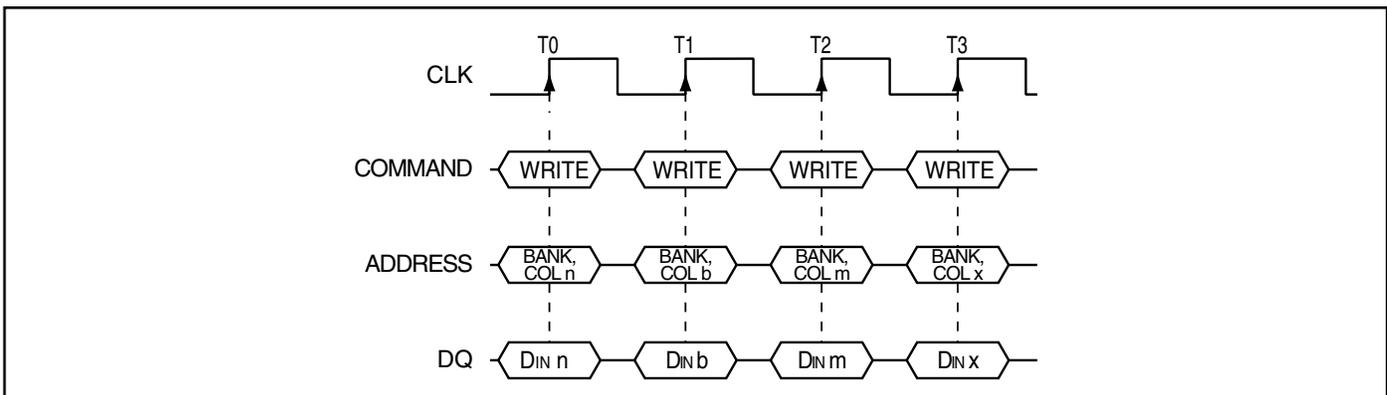 T0 T1 T2 T3
CLK
COMMAND WRITE WRITE WRITE WRITE
ADDRESS BANK, COL n BANK, COL b BANK, COL m BANK, COL x
DQ DIN n DIN b DIN m DIN x